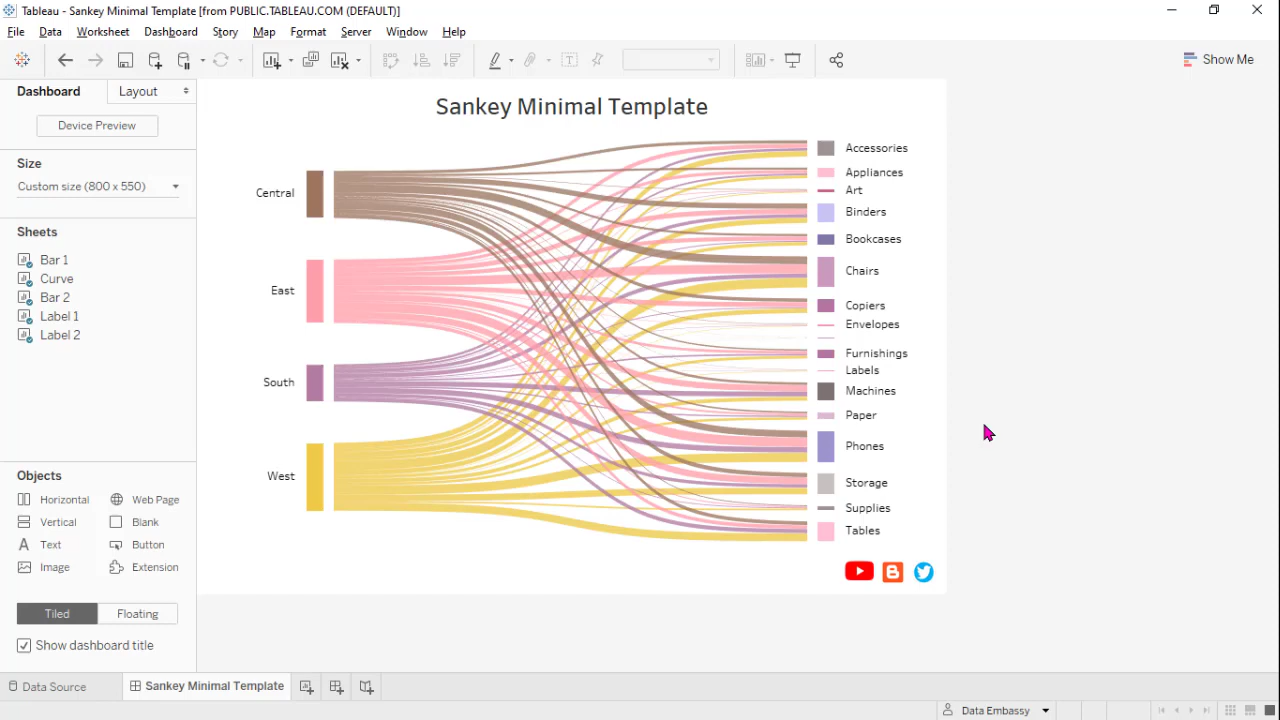 Tableau - Sankey Minimal Template [from PUBLIC.TABLEAU.COM (DEFAULT)]
File Data Worksheet Dashboard Story Map Format Server Window Help
Show Me
Dashboard Layout
Device Preview
Size
Custom size (800 x 550)
Sheets
Bar 1
Curve
Bar 2
Label 1
Label 2
Objects
Horizontal Web Page
Vertical Blank
Text Button
Image Extension
Tiled Floating
Show dashboard title
Sankey Minimal Template
Central
East
South
West
Accessories
Appliances
Art
Binders
Bookcases
Chairs
Copiers
Envelopes
Furnishings
Labels
Machines
Paper
Phones
Storage
Supplies
Tables
Data Source Sankey Minimal Template
Data Embassy